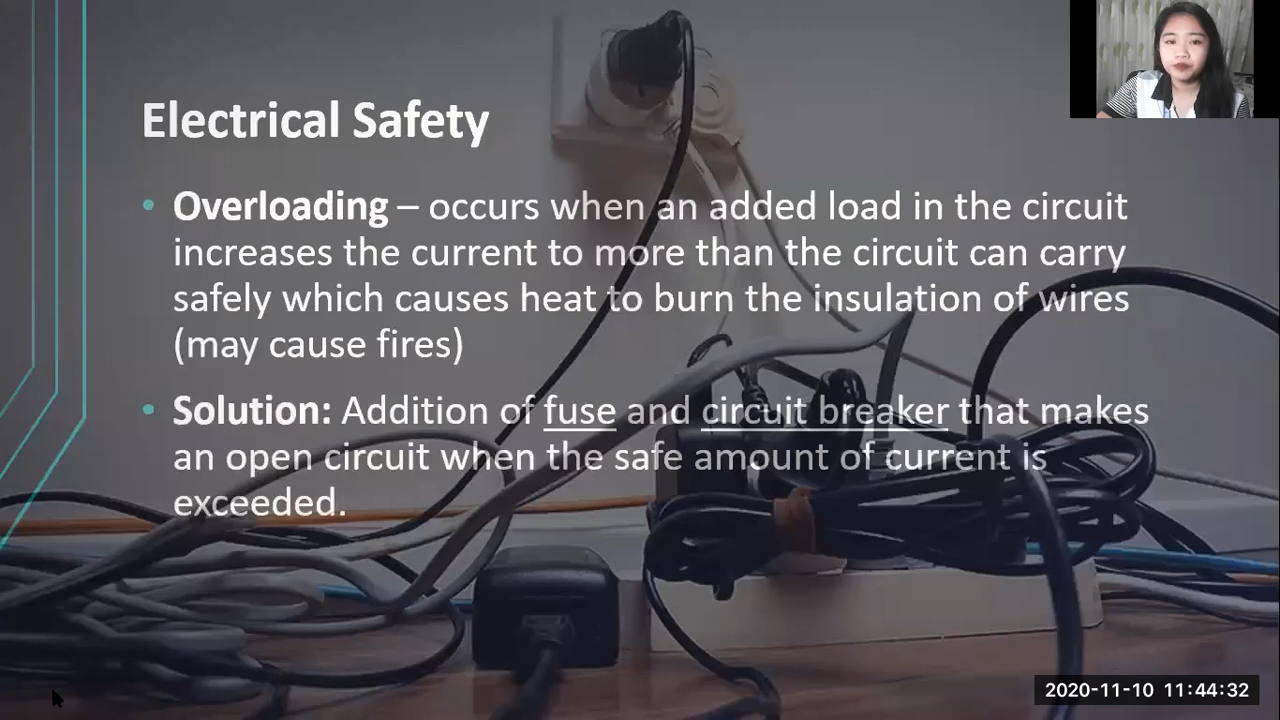 Electrical Safety
• Overloading – occurs when an added load in the circuit
increases the current to more than the circuit can carry
safely which causes heat to burn the insulation of wires
(may cause fires)
• Solution: Addition of fuse and circuit breaker that makes
an open circuit when the safe amount of current is
exceeded.
2020-11-10 11:44:32